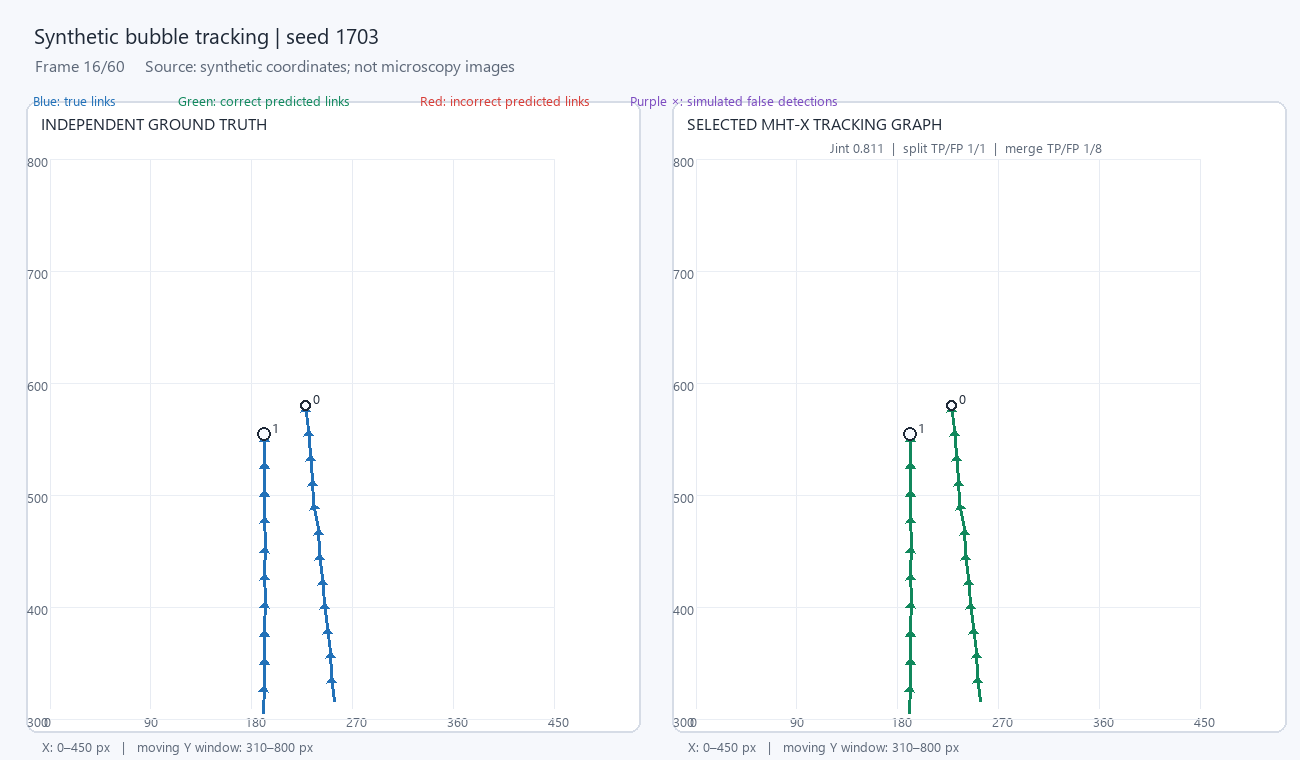 Synthetic bubble tracking | seed 1703
Frame 16/60 Source: synthetic coordinates; not microscopy images
Blue: true links Green: correct predicted links Red: incorrect predicted links Purple ×: simulated false detections
INDEPENDENT GROUND TRUTH
800
700
600
500
400
300
0 90 180 270 360 450
0
1
X: 0–450 px | moving Y window: 310–800 px
SELECTED MHT-X TRACKING GRAPH
Jint 0.811 | split TP/FP 1/1 | merge TP/FP 1/8
800
700
600
500
400
300
0 90 180 270 360 450
0
1
X: 0–450 px | moving Y window: 310–800 px